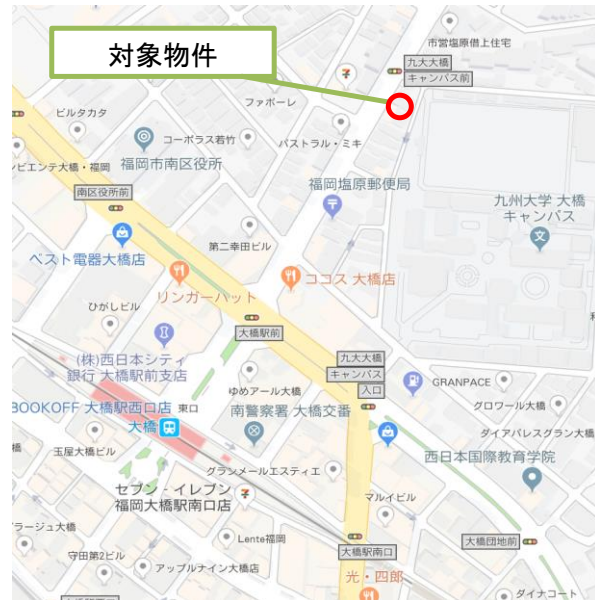 対象物件
市営塩原借上住宅
九大大橋
キャンパス前
ファボーレ
ビルタカタ
コーポラス若竹
パストラル・ミキ
福岡市南区役所
ンビエンテ大橋・福岡
福岡塩原郵便局
南区役所前
九州大学 大橋
キャンパス
文
第二幸田ビル
ベスト電器大橋店
ココス 大橋店
リンガーハット
ひがしビル
大橋駅前
(株)西日本シティ
銀行 大橋駅前支店
九大大橋
キャンパス
入口
GRANPACE
ゆめアール大橋
グロワール大橋
BOOKOFF 大橋駅西口店
東口
南警察署 大橋交番
大橋
ダイアパレスグラン大橋
玉屋大橋ビル
西日本国際教育学院
グランメールエスティエ
セブン-イレブン
福岡大橋駅南口店
マルイビル
ラージュ大橋
Lente福岡
大橋団地前
守田第2ビル
大橋駅南口
アップルナイン大橋店
光・四郎
ダイナコート